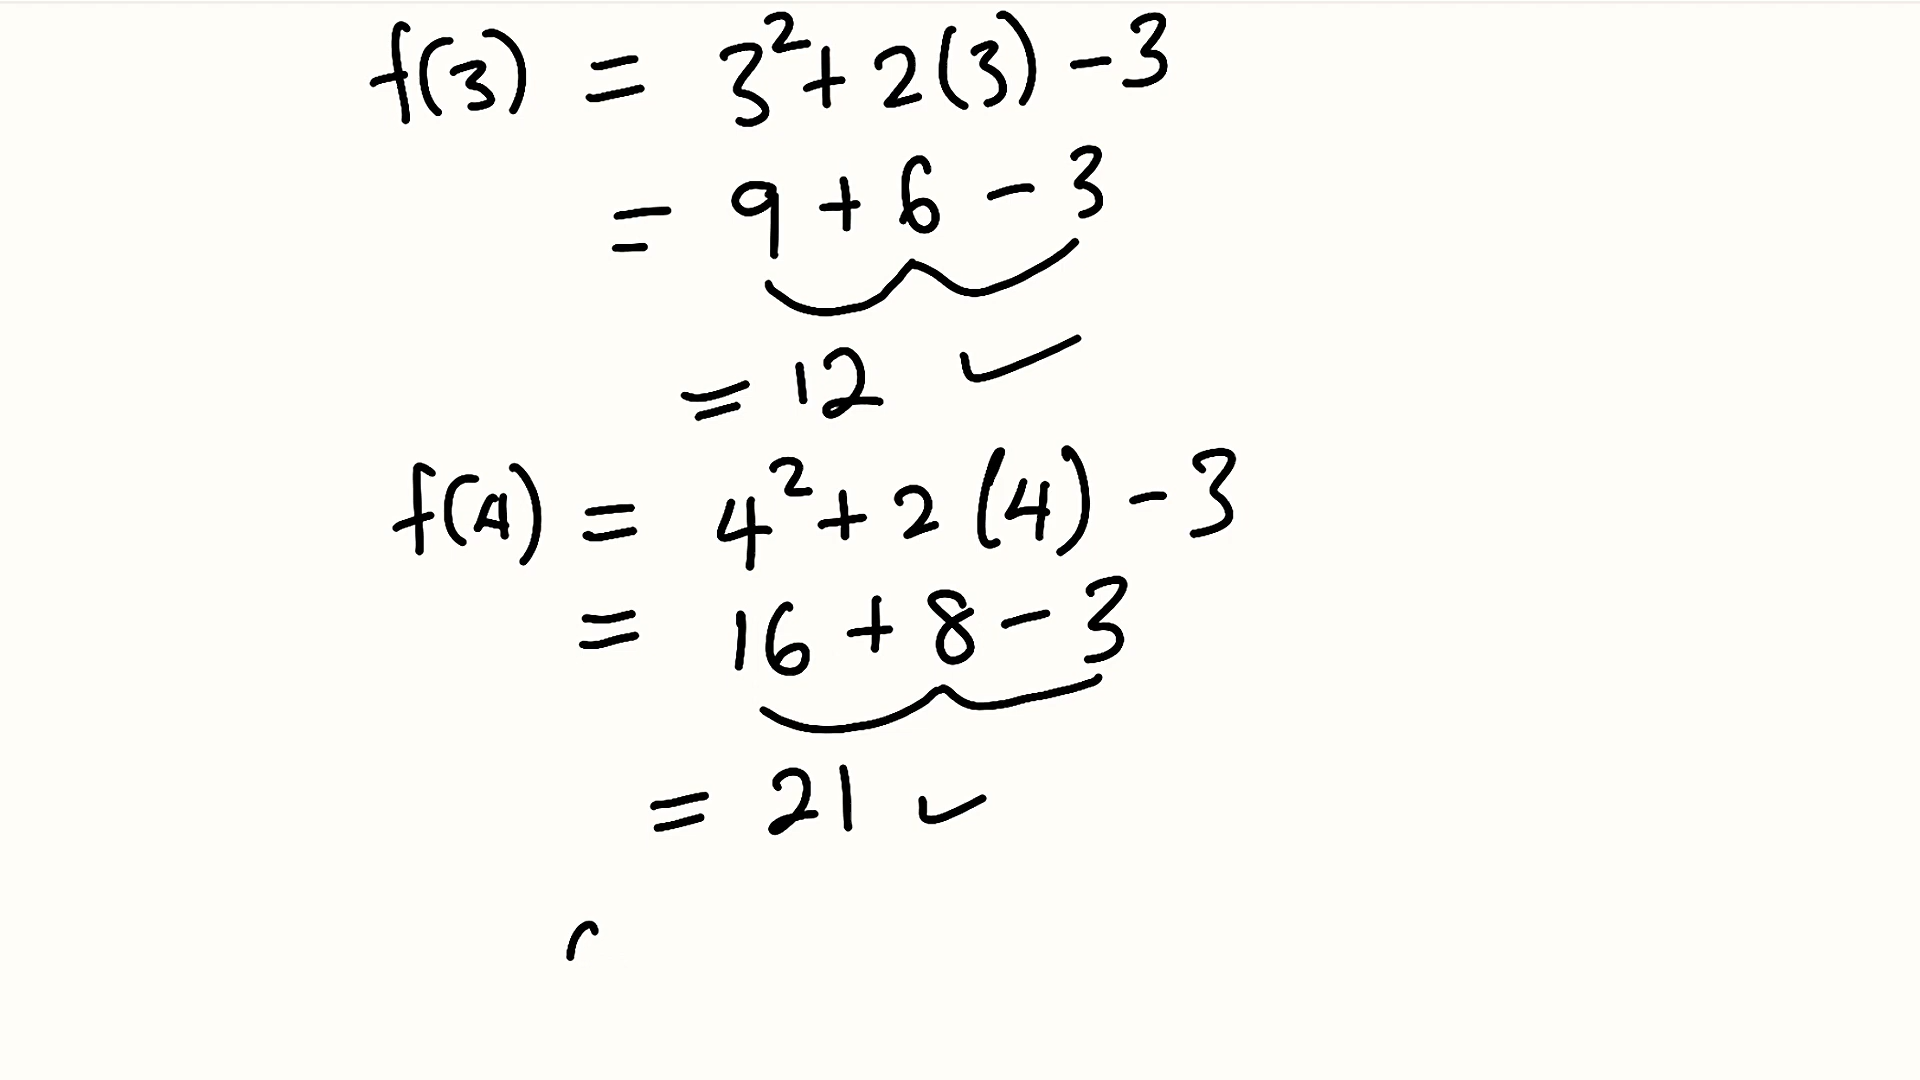 f(3) = 3² + 2(3) - 3
= 9 + 6 - 3
= 12 ✓
f(4) = 4² + 2(4) - 3
= 16 + 8 - 3
= 21 ✓